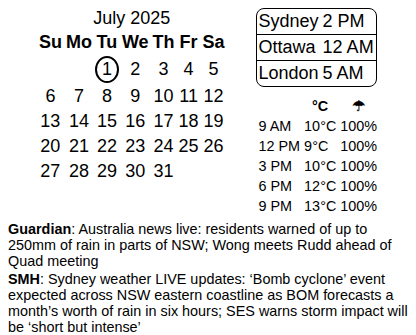 July 2025
Su Mo Tu We Th Fr Sa
1 2 3 4 5
6 7 8 9 10 11 12
13 14 15 16 17 18 19
20 21 22 23 24 25 26
27 28 29 30 31
Sydney 2 PM
Ottawa 12 AM
London 5 AM
°C ☂
9 AM 10°C 100%
12 PM 9°C 100%
3 PM 10°C 100%
6 PM 12°C 100%
9 PM 13°C 100%
Guardian: Australia news live: residents warned of up to
250mm of rain in parts of NSW; Wong meets Rudd ahead of
Quad meeting
SMH: Sydney weather LIVE updates: ‘Bomb cyclone’ event
expected across NSW eastern coastline as BOM forecasts a
month’s worth of rain in six hours; SES warns storm impact will
be ‘short but intense’